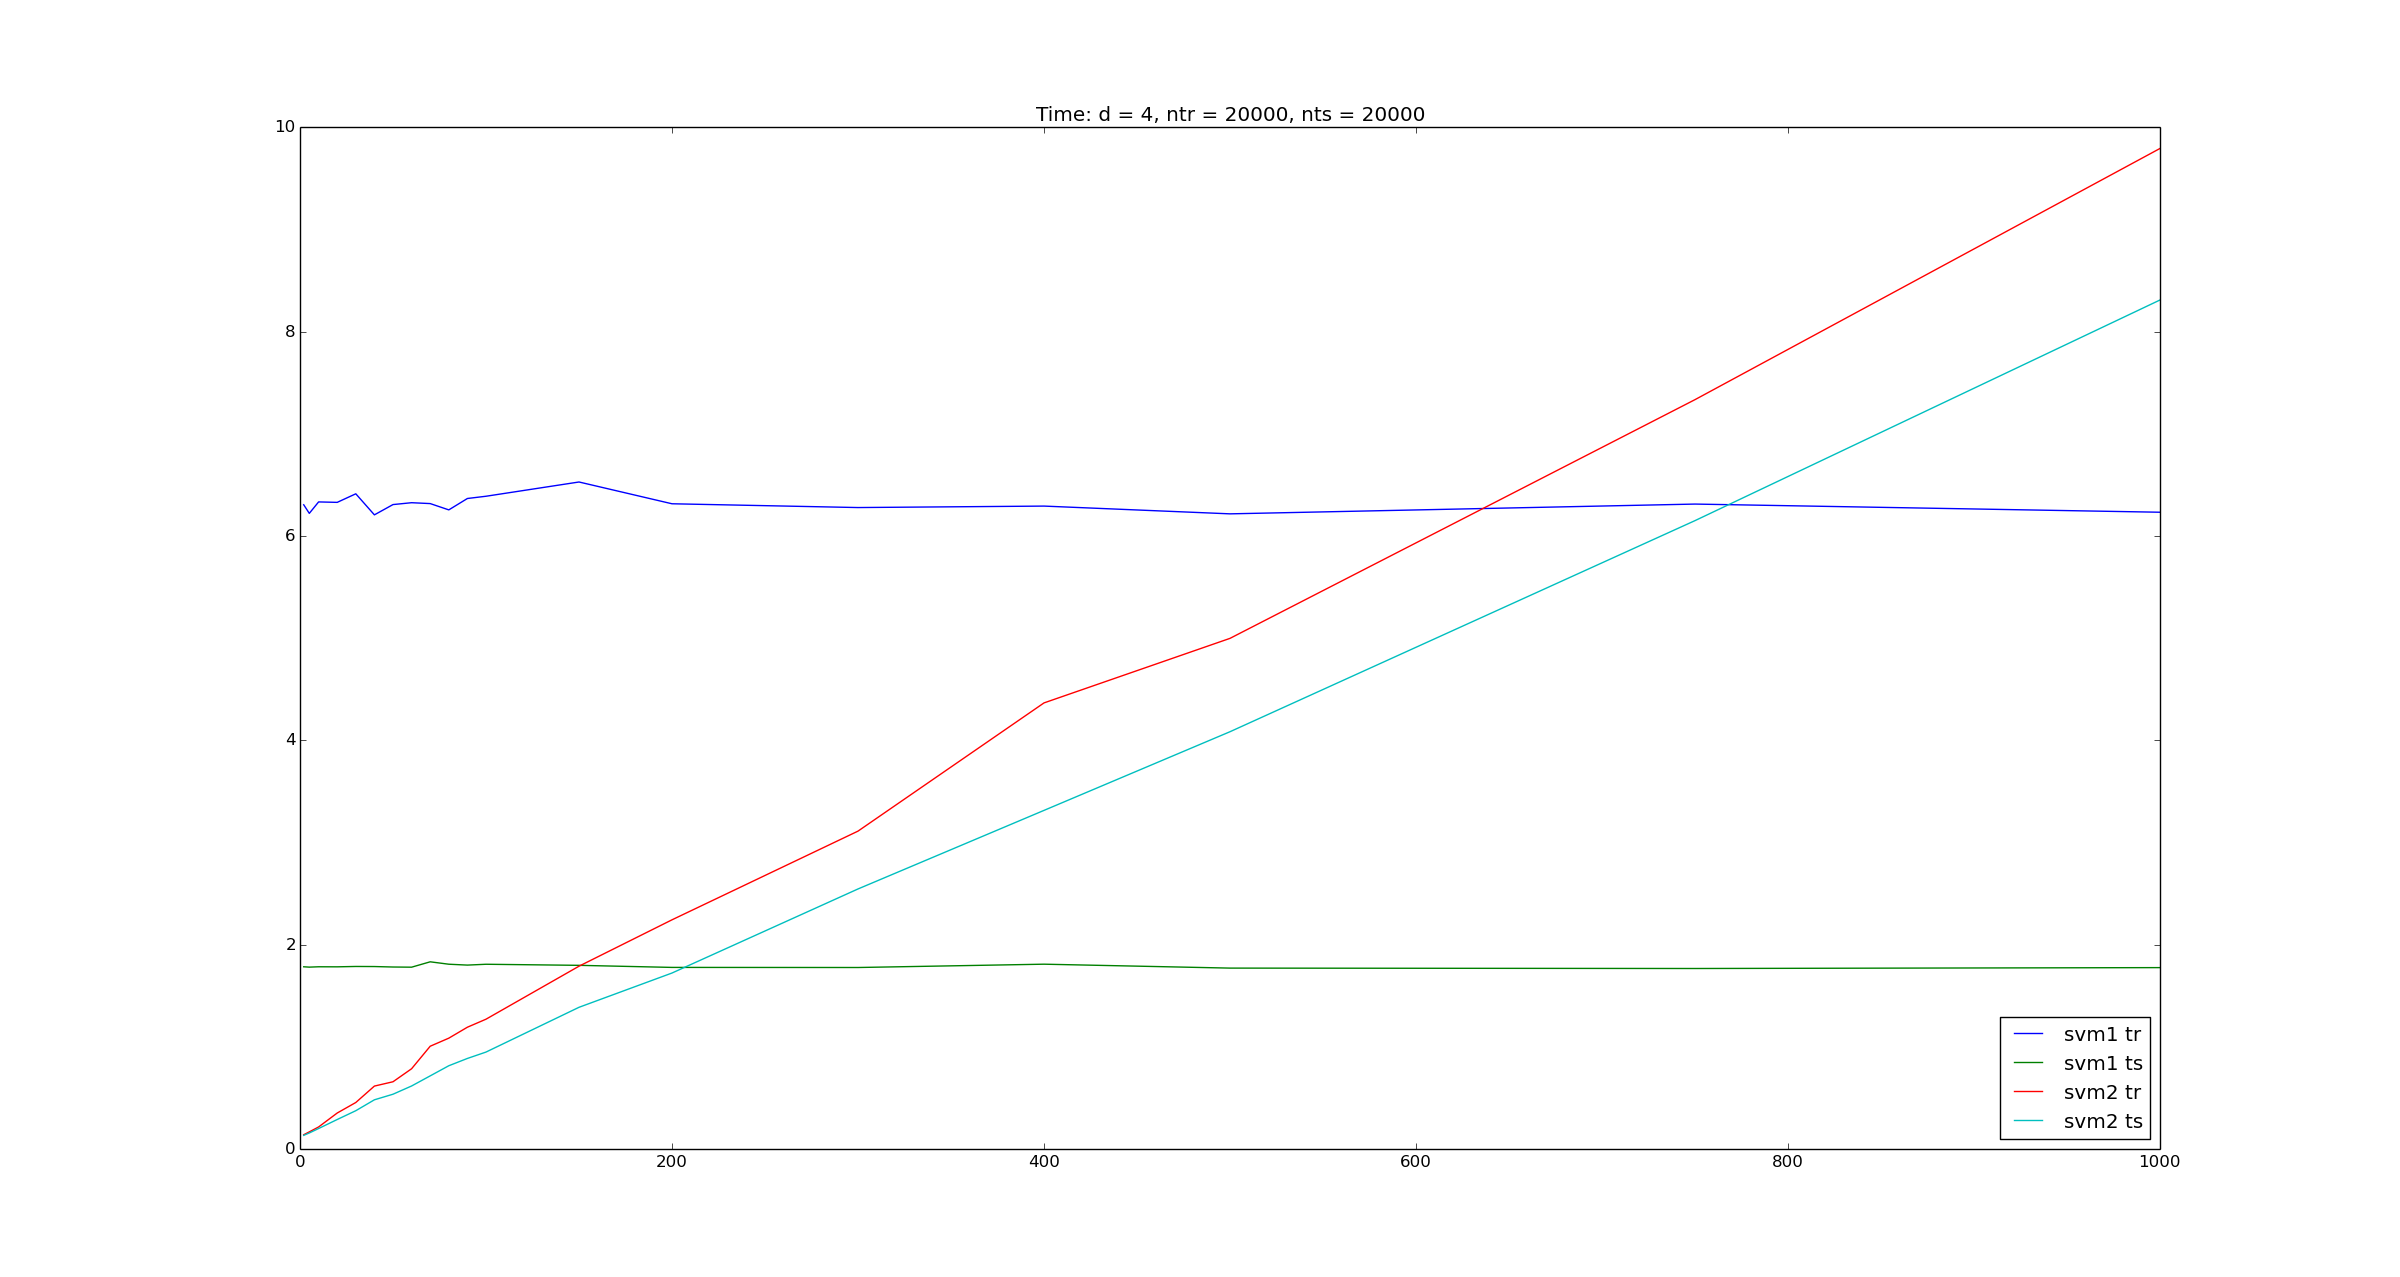 Time: d = 4, ntr = 20000, nts = 20000
10
8
6
4
2
0
0 200 400 600 800 1000
svm1 tr
svm1 ts
svm2 tr
svm2 ts